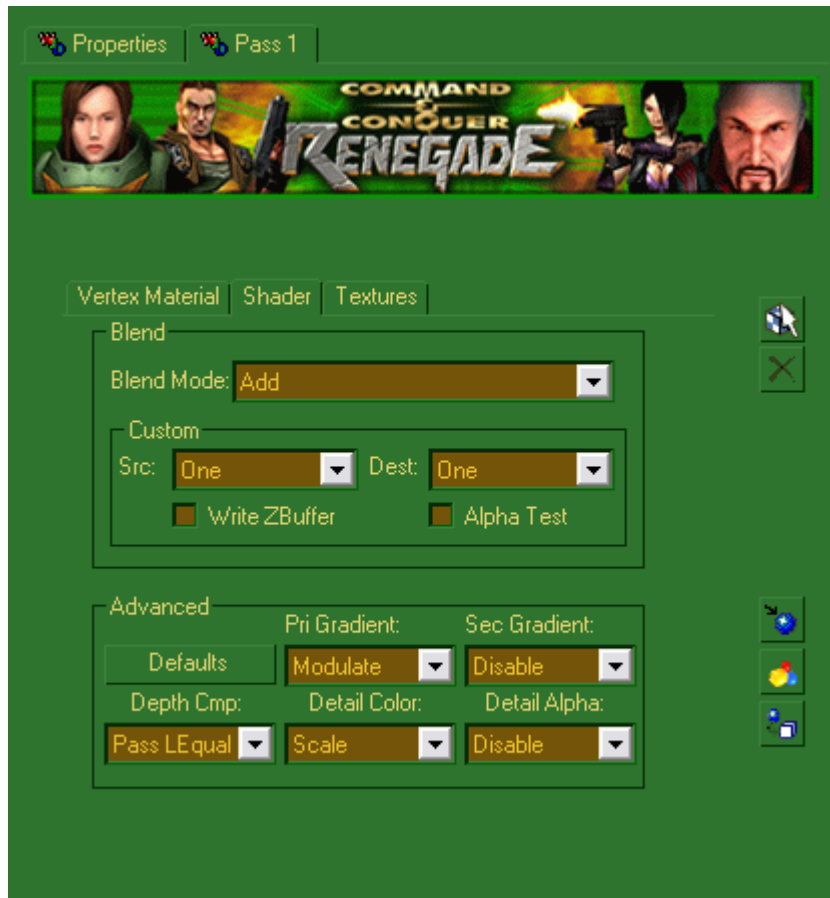 Properties Pass 1
COMMAND
&
CONQUER
RENEGADE
Vertex Material Shader Textures
Blend
Blend Mode: Add
Custom
Src: One Dest: One
Write ZBuffer Alpha Test
Advanced
Pri Gradient: Sec Gradient:
Defaults Modulate Disable
Depth Cmp: Detail Color: Detail Alpha:
Pass LEqual Scale Disable